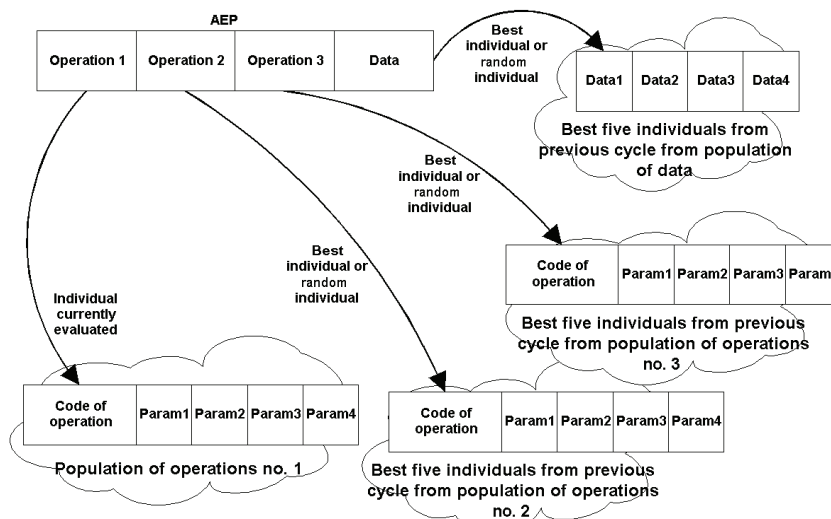 AEP
Operation 1 Operation 2 Operation 3 Data
Best
individual or
random
individual
Data1 Data2 Data3 Data4
Best five individuals from
previous cycle from population
of data
Best
individual or
random
individual
Code of
operation
Param1 Param2 Param3 Param
Best five individuals from previous
cycle from population of operations
no. 3
Best
individual or
random
individual
Individual
currently
evaluated
Code of
operation
Param1 Param2 Param3 Param4
Population of operations no. 1
Code of
operation
Param1 Param2 Param3 Param4
Best five individuals from previous
cycle from population of operations
no. 2